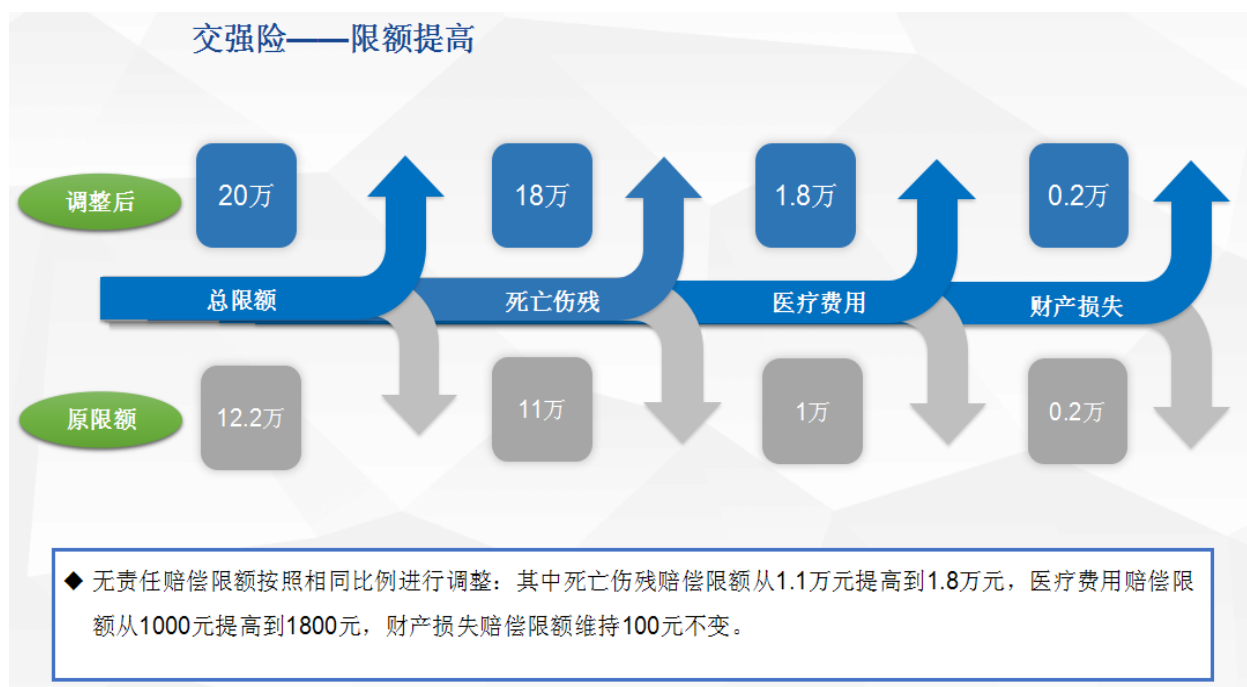 交强险——限额提高
调整后
20万
18万
1.8万
0.2万
总限额
死亡伤残
医疗费用
财产损失
原限额
12.2万
11万
1万
0.2万
◆ 无责任赔偿限额按照相同比例进行调整：其中死亡伤残赔偿限额从1.1万元提高到1.8万元，医疗费用赔偿限
额从1000元提高到1800元，财产损失赔偿限额维持100元不变。